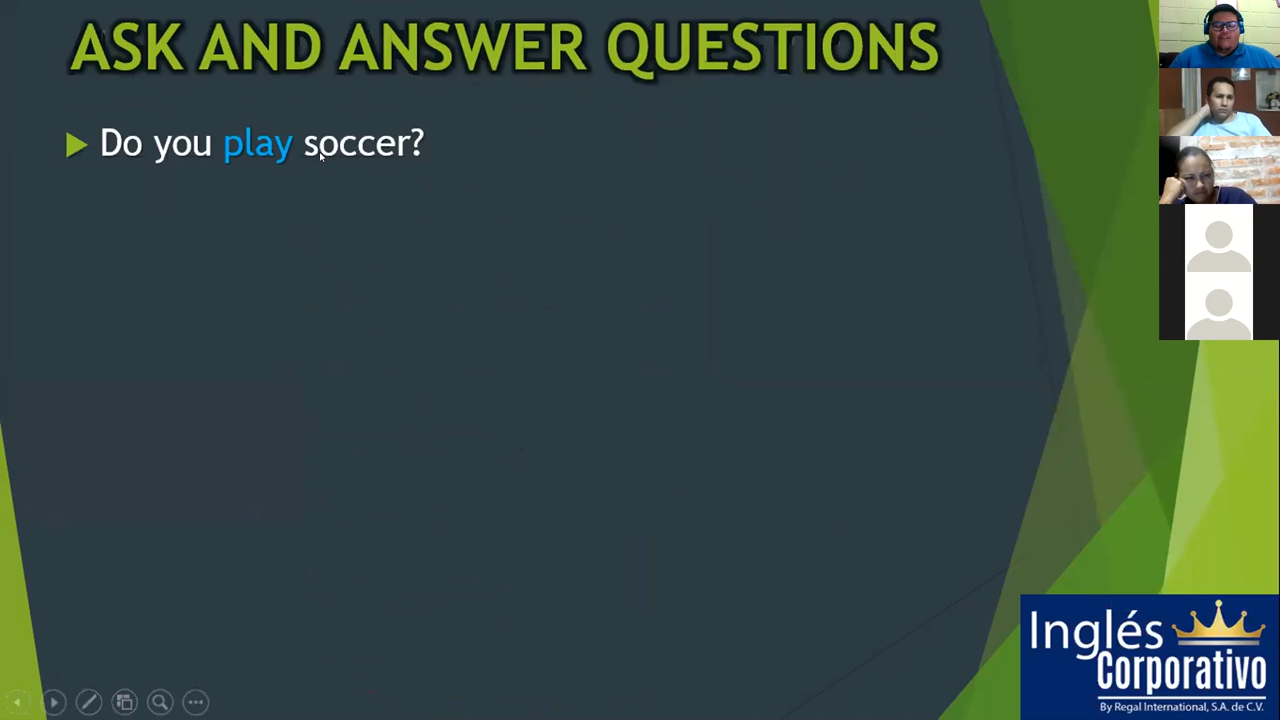 ASK AND ANSWER QUESTIONS
Do you play soccer?
Inglés
Corporativo
By Regal International, S.A. de C.V.